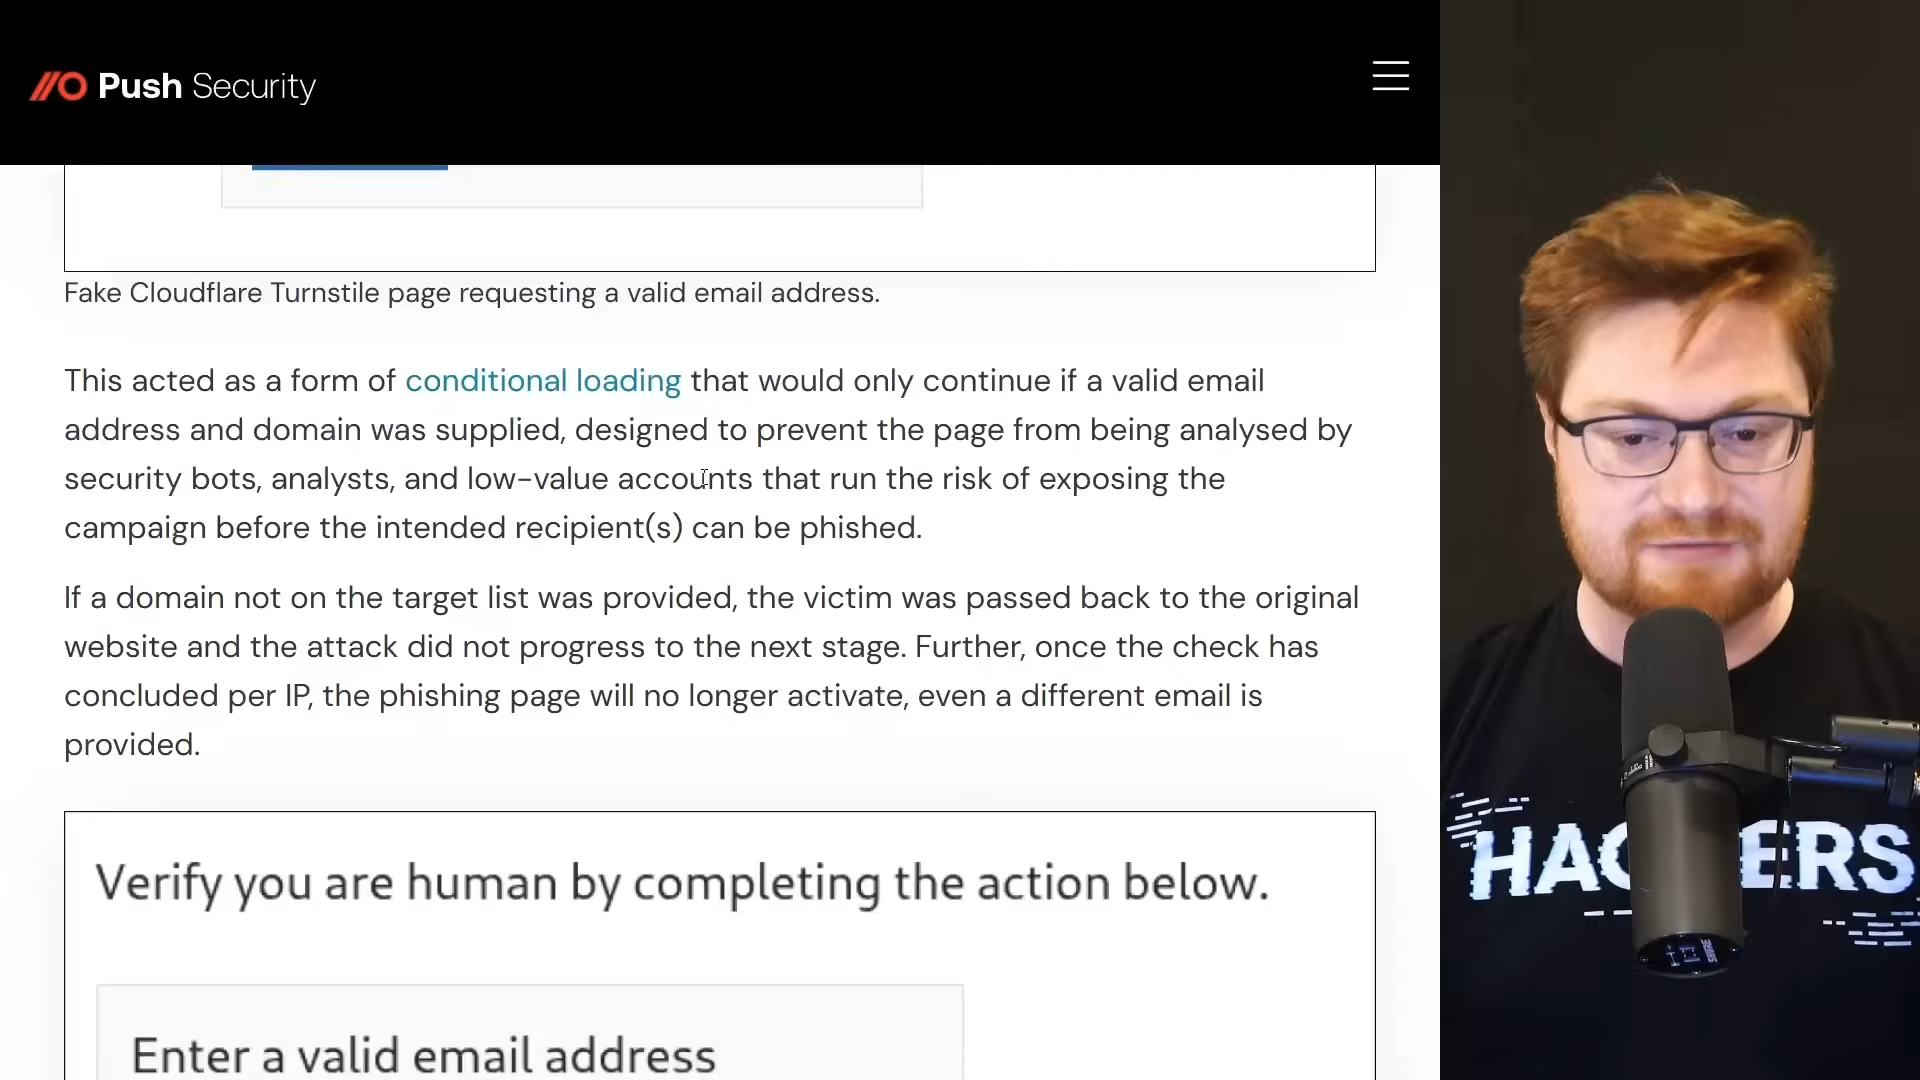 Push Security
Fake Cloudflare Turnstile page requesting a valid email address.
This acted as a form of conditional loading that would only continue if a valid email
address and domain was supplied, designed to prevent the page from being analysed by
security bots, analysts, and low-value accounts that run the risk of exposing the
campaign before the intended recipient(s) can be phished.
If a domain not on the target list was provided, the victim was passed back to the original
website and the attack did not progress to the next stage. Further, once the check has
concluded per IP, the phishing page will no longer activate, even a different email is
provided.
Verify you are human by completing the action below.
Enter a valid email address
HA ERS
SHURE